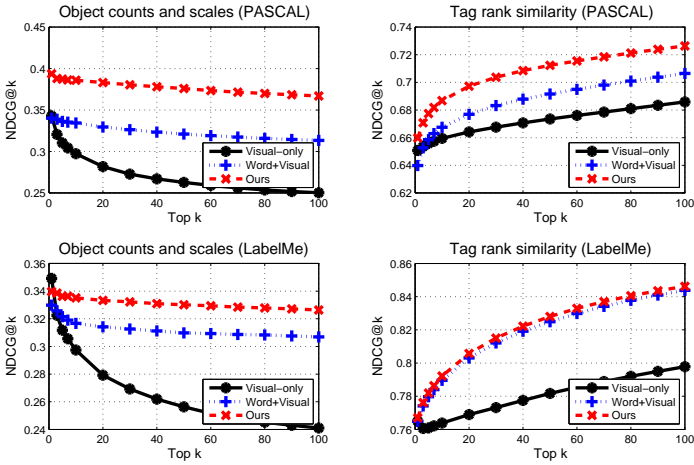 Object counts and scales (PASCAL)
0.45
0.4
0.35
0.3
0.25
NDCG@k
0 20 40 60 80 100
Top k
Visual−only
Word+Visual
Ours
Tag rank similarity (PASCAL)
0.74
0.72
0.7
0.68
0.66
0.64
0.62
NDCG@k
0 20 40 60 80 100
Top k
Visual−only
Word+Visual
Ours
Object counts and scales (LabelMe)
0.36
0.34
0.32
0.3
0.28
0.26
0.24
NDCG@k
0 20 40 60 80 100
Top k
Visual−only
Word+Visual
Ours
Tag rank similarity (LabelMe)
0.86
0.84
0.82
0.8
0.78
0.76
NDCG@k
0 20 40 60 80 100
Top k
Visual−only
Word+Visual
Ours